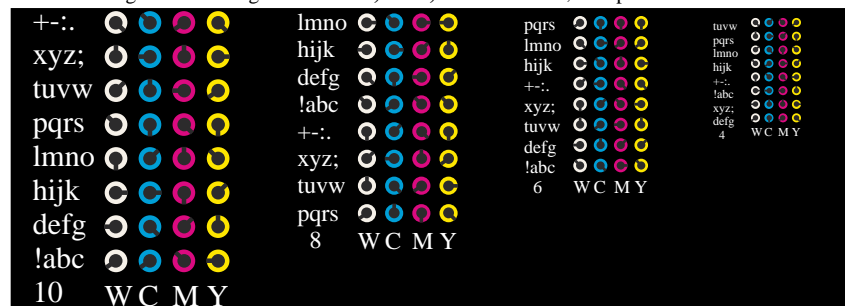 +-:.
xyz;
tuvw
pqrs
lmno
hijk
defg
!abc
10 W C M Y
lmno
hijk
defg
!abc
+-:.
xyz;
tuvw
pqrs
8 W C M Y
pqrs
lmno
hijk
+-:.
xyz;
tuvw
defg
!abc
6 W C M Y
tuvw
pqrs
lmno
hijk
+-:.
!abc
xyz;
defg
4 W C M Y